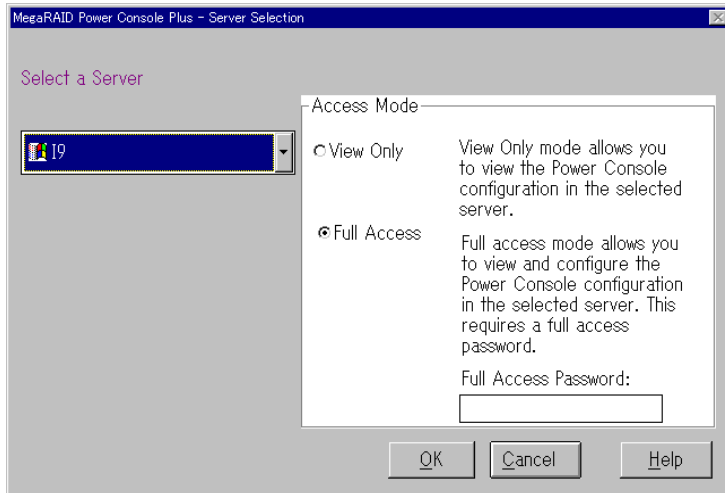 MegaRAID Power Console Plus - Server Selection
Select a Server
I9
Access Mode
View Only
View Only mode allows you
to view the Power Console
configuration in the selected
server.
Full Access
Full access mode allows you
to view and configure the
Power Console configuration
in the selected server. This
requires a full access
password.
Full Access Password:
OK
Cancel
Help